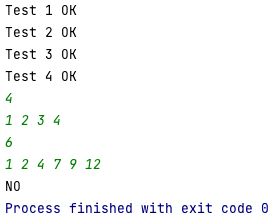 Test 1 OK
Test 2 OK
Test 3 OK
Test 4 OK
4
1 2 3 4
6
1 2 4 7 9 12
NO
Process finished with exit code 0